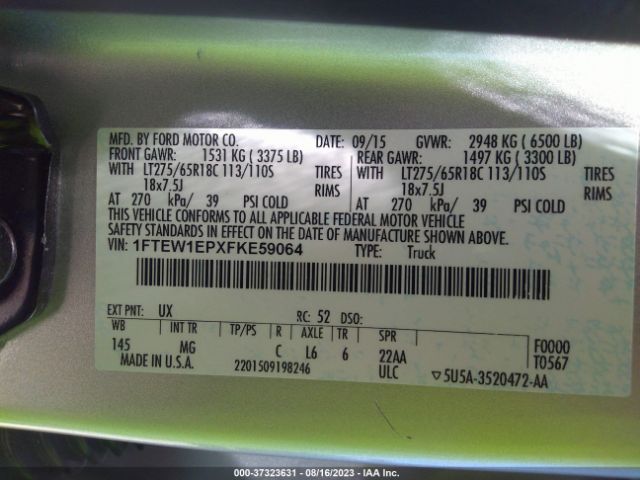 MFD. BY FORD MOTOR CO. DATE: 09/15 GVWR: 2948 KG ( 6500 LB)
FRONT GAWR: 1531 KG ( 3375 LB) REAR GAWR: 1497 KG ( 3300 LB)
WITH LT275/65R18C 113/110S TIRES WITH LT275/65R18C 113/110S TIRES
18x7.5J RIMS 18x7.5J RIMS
AT 270 kPa/ 39 PSI COLD AT 270 kPa/ 39 PSI COLD
THIS VEHICLE CONFORMS TO ALL APPLICABLE FEDERAL MOTOR VEHICLE
SAFETY STANDARDS IN EFFECT ON THE DATE OF MANUFACTURE SHOWN ABOVE.
VIN: 1FTEW1EPXFKE59064 TYPE: Truck
EXT PNT: UX RC: 52 DSO:
WB INT TR TP/PS R AXLE TR SPR F0000
145 MG C L6 6 22AA T0567
MADE IN U.S.A. 2201509198246 ULC ▽5U5A-3520472-AA
000-37323631 - 08/16/2023 - IAA Inc.